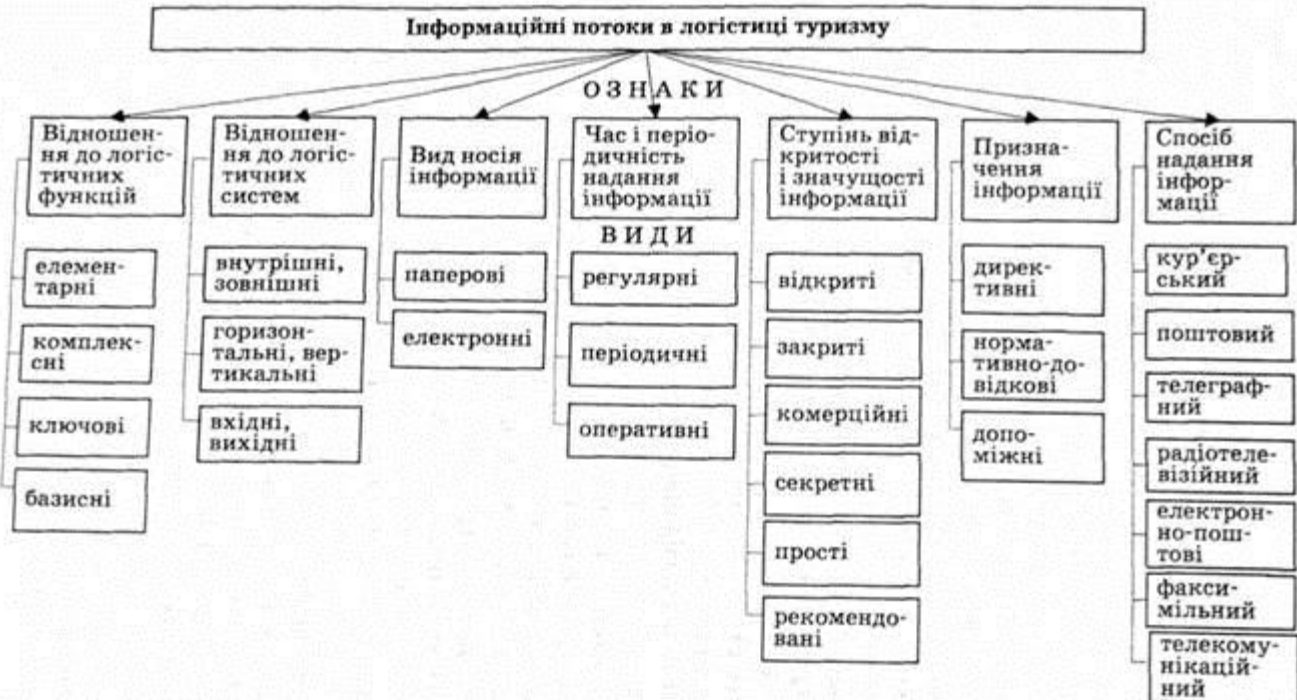 Інформаційні потоки в логістиці туризму
ОЗНАКИ
Відношен-
ня до логіс-
тичних
функцій
Відношен-
ня до логіс-
тичних
систем
Вид носія
інформації
Час і періо-
дичність
надання
інформації
Ступінь від-
критості
і значущості
інформації
Призна-
чення
інформації
Спосіб
надання
інфор-
мації
ВИДИ
елемен-
тарні
комплек-
сні
ключові
базисні
внутрішні,
зовнішні
горизон-
тальні, вер-
тикальні
вхідні,
вихідні
паперові
електронні
регулярні
періодичні
оперативні
відкриті
закриті
комерційні
секретні
прості
рекомендо-
вані
дирек-
тивні
норма-
тивно-до-
відкові
допо-
міжні
кур’єр-
ський
поштовий
телеграф-
ний
радіотеле-
візійний
електрон-
но-пош-
тові
факси-
мільний
телекому-
нікацій-
ний